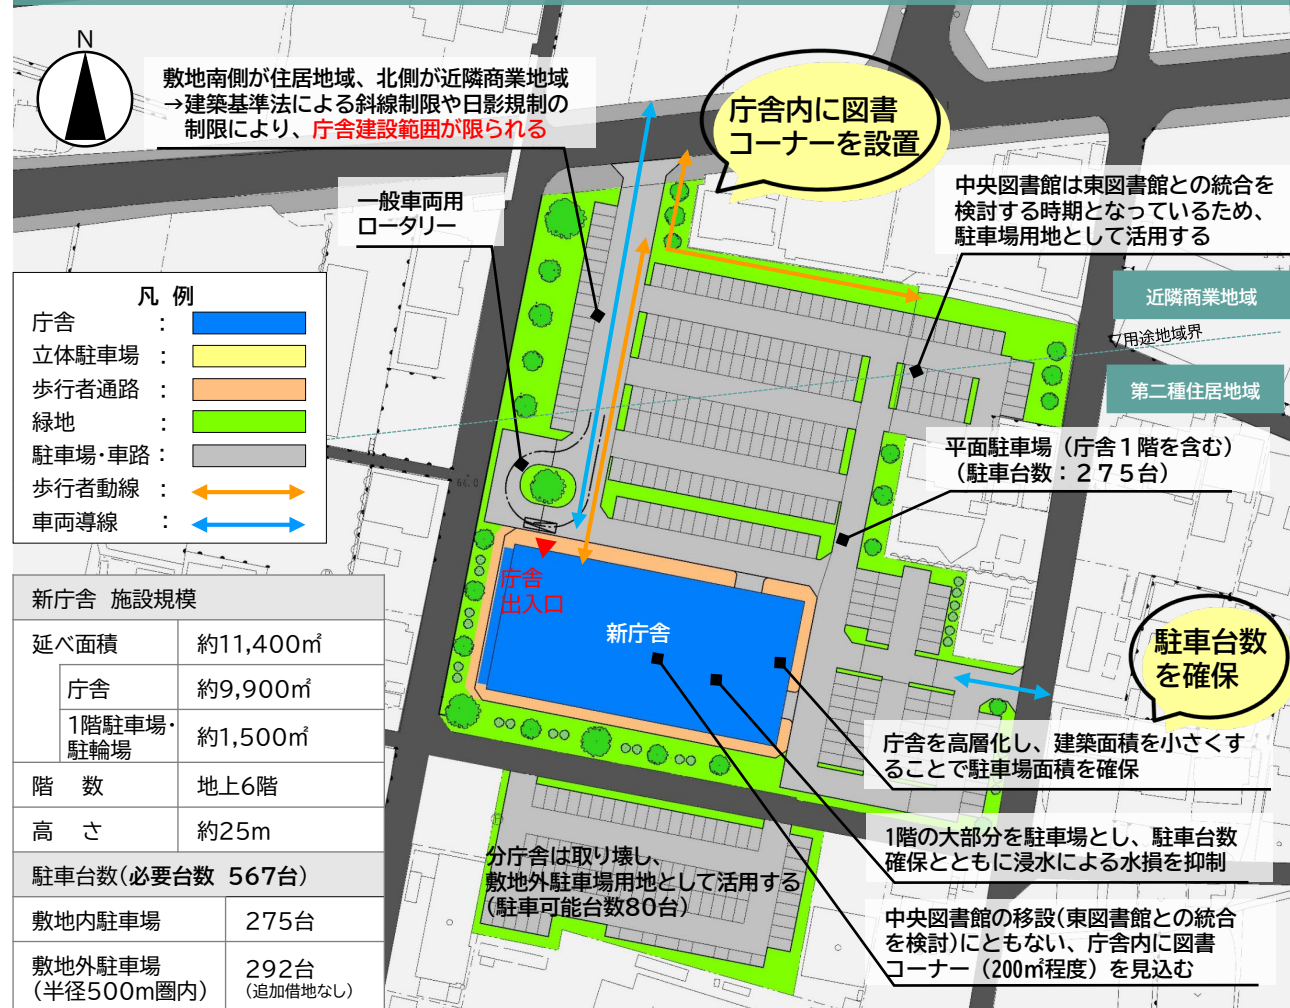 N
敷地南側が住居地域、北側が近隣商業地域
→建築基準法による斜線制限や日影規制の
制限により、庁舎建設範囲が限られる
庁舎内に図書
コーナーを設置
一般車両用
ロータリー
中央図書館は東図書館との統合を
検討する時期となっているため、
駐車場用地として活用する
近隣商業地域
▽用途地域界
第二種住居地域
凡 例
庁舎 :
立体駐車場 :
歩行者通路 :
緑地 :
駐車場・車路 :
歩行者動線 :
車両導線 :
平面駐車場（庁舎１階を含む）
（駐車台数：２７５台）
庁舎
出入口
新庁舎
駐車台数
を確保
庁舎を高層化し、建築面積を小さくす
ることで駐車場面積を確保
1階の大部分を駐車場とし、駐車台数
確保とともに浸水による水損を抑制
中央図書館の移設(東図書館との統合
を検討)にともない、庁舎内に図書
コーナー（200㎡程度）を見込む
分庁舎は取り壊し、
敷地外駐車場用地として活用する
(駐車可能台数80台)
新庁舎 施設規模
延べ面積 約11,400㎡
庁舎 約9,900㎡
1階駐車場・
駐輪場 約1,500㎡
階 数 地上6階
高 さ 約25m
駐車台数(必要台数 567台)
敷地内駐車場 275台
敷地外駐車場
(半径500m圏内) 292台
(追加借地なし)